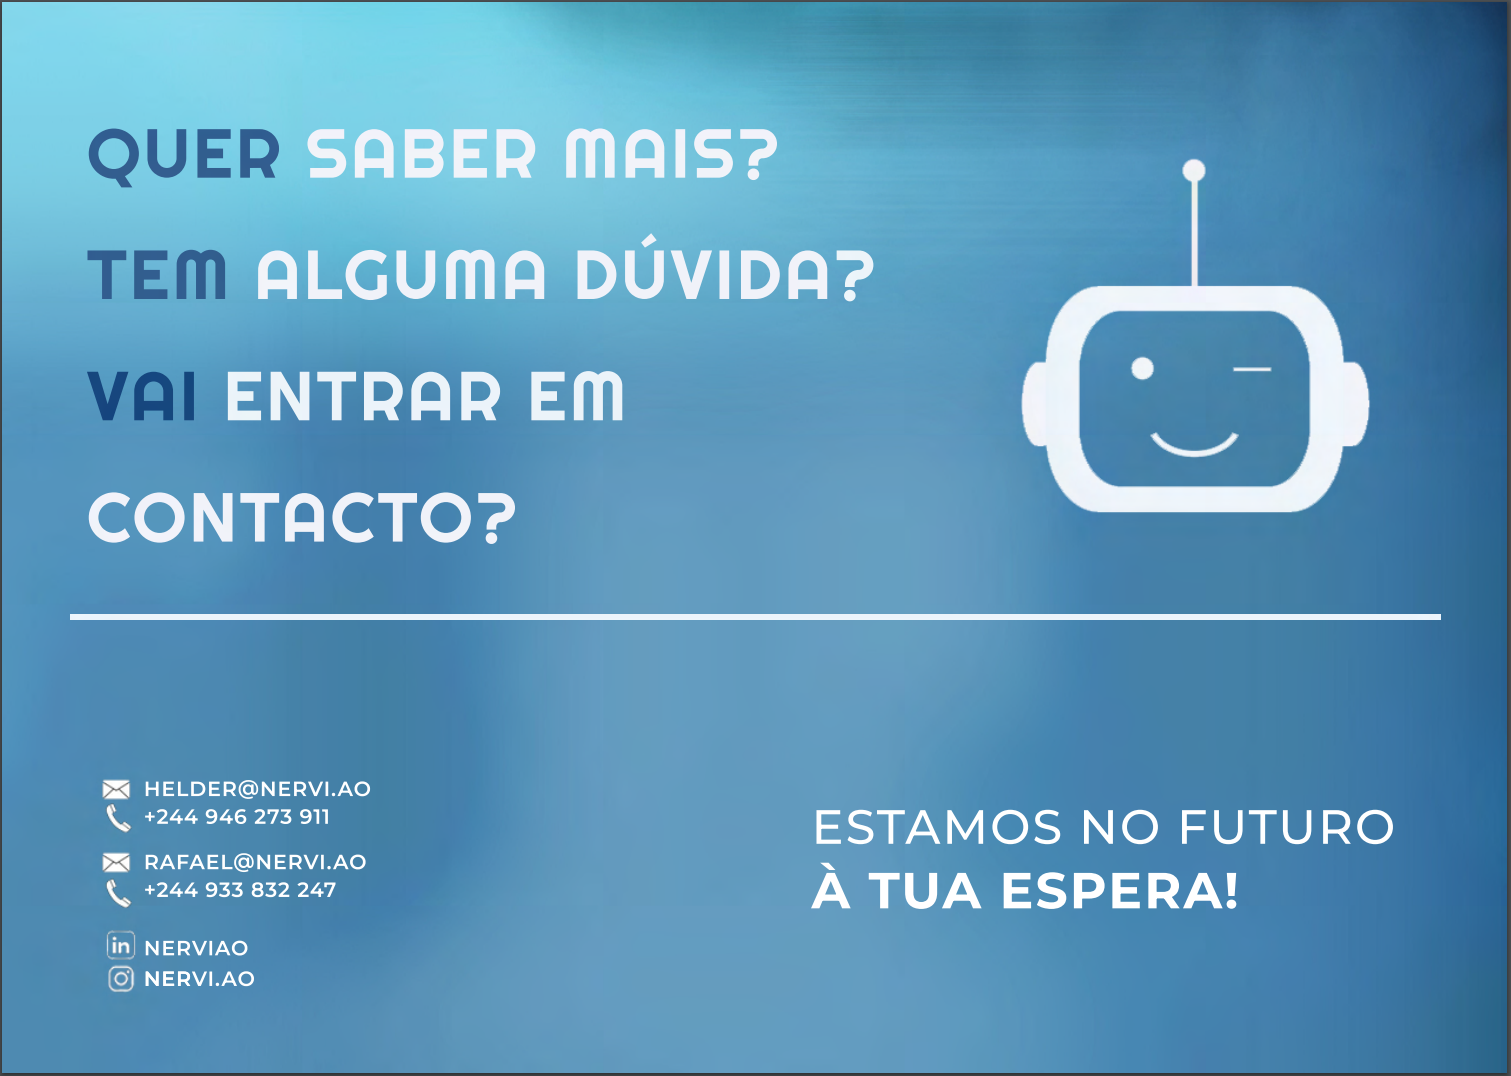 QUER SABER MAIS?
TEM ALGUMA DÚVIDA?
VAI ENTRAR EM
CONTACTO?
HELDER@NERVI.AO
+244 946 273 911
RAFAEL@NERVI.AO
+244 933 832 247
in NERVIAO
NERVI.AO
ESTAMOS NO FUTURO
À TUA ESPERA!